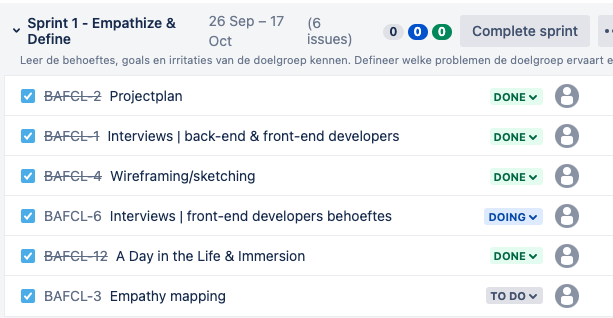 Sprint 1 - Empathize & Define
26 Sep – 17 Oct
(6 issues)
0 0 0
Complete sprint
Leer de behoeftes, goals en irritaties van de doelgroep kennen. Defineer welke problemen de doelgroep ervaart e
BAFCL-2 Projectplan DONE
BAFCL-1 Interviews | back-end & front-end developers DONE
BAFCL-4 Wireframing/sketching DONE
BAFCL-6 Interviews | front-end developers behoeftes DOING
BAFCL-12 A Day in the Life & Immersion DONE
BAFCL-3 Empathy mapping TO DO